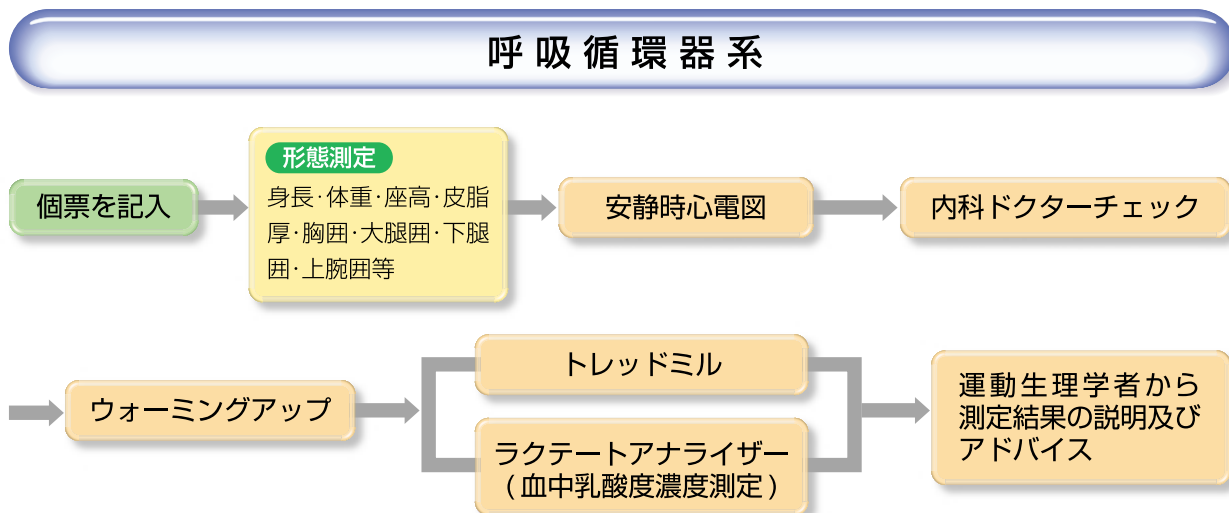 呼吸循環器系
個票を記入
形態測定
身長・体重・座高・皮脂
厚・胸囲・大腿囲・下腿
囲・上腕囲等
安静時心電図
内科ドクターチェック
ウォーミングアップ
トレッドミル
ラクテートアナライザー
(血中乳酸度濃度測定)
運動生理学者から
測定結果の説明及び
アドバイス